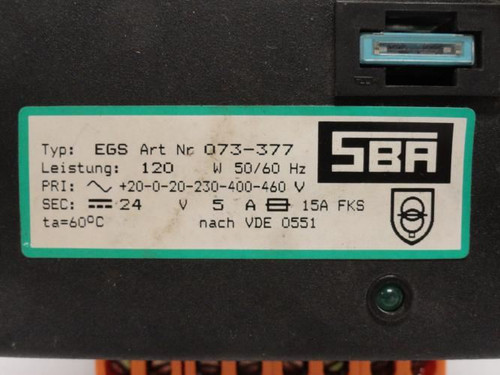 Typ: EGS Art Nr 073-377
SBA
Leistung: 120 W 50/60 Hz
PRI: ~ +20-0-20-230-400-460 V
SEC: ⎓ 24 V 5 A 15A FKS
ta=60°C nach VDE 0551